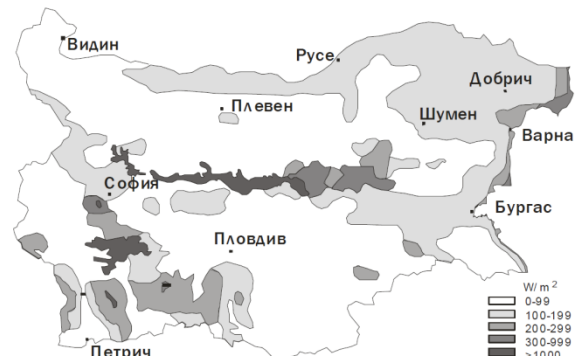 Видин
Русе
Добрич
Плевен
Шумен
Варна
София
Бургас
Пловдив
Петрич
W/m²
0-99
100-199
200-299
300-999
>1000